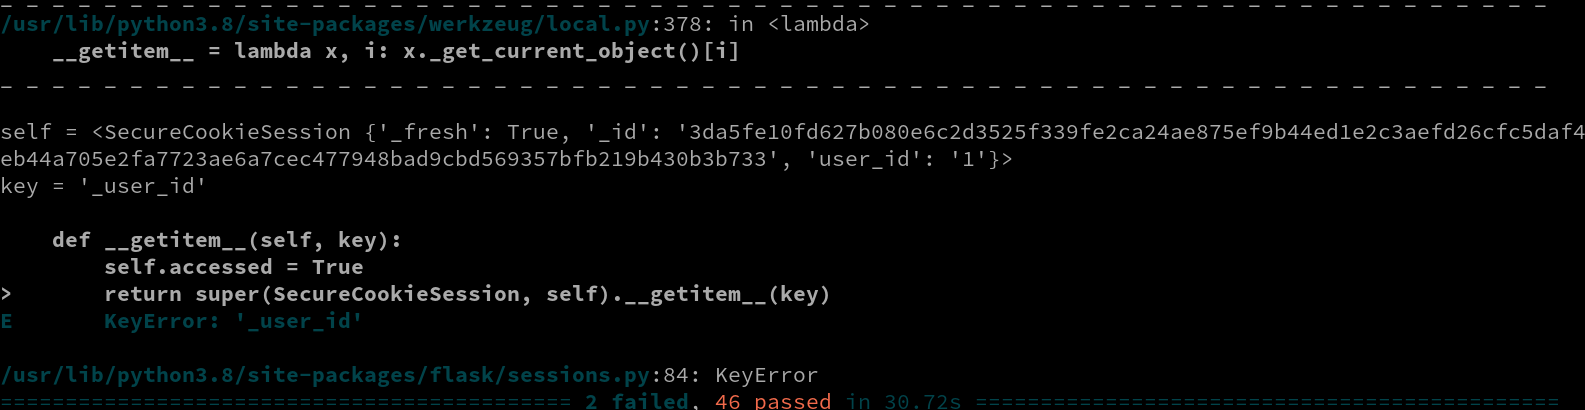 - - - - - - - - - - - - - - - - - - - - - - - - - - - - - - - - - - - - - - - - - - - - - - - - - - - - - - - - - - - -
/usr/lib/python3.8/site-packages/werkzeug/local.py:378: in <lambda>
    __getitem__ = lambda x, i: x._get_current_object()[i]
- - - - - - - - - - - - - - - - - - - - - - - - - - - - - - - - - - - - - - - - - - - - - - - - - - - - - - - - - - - -
self = <SecureCookieSession {'_fresh': True, '_id': '3da5fe10fd627b080e6c2d3525f339fe2ca24ae875ef9b44ed1e2c3aefd26cfc5daf4
eb44a705e2fa7723ae6a7cec477948bad9cbd569357bfb219b430b3b733', 'user_id': '1'}>
key = '_user_id'
    def __getitem__(self, key):
        self.accessed = True
>       return super(SecureCookieSession, self).__getitem__(key)
E       KeyError: '_user_id'
/usr/lib/python3.8/site-packages/flask/sessions.py:84: KeyError
============================================ 2 failed, 46 passed in 30.72s =============================================